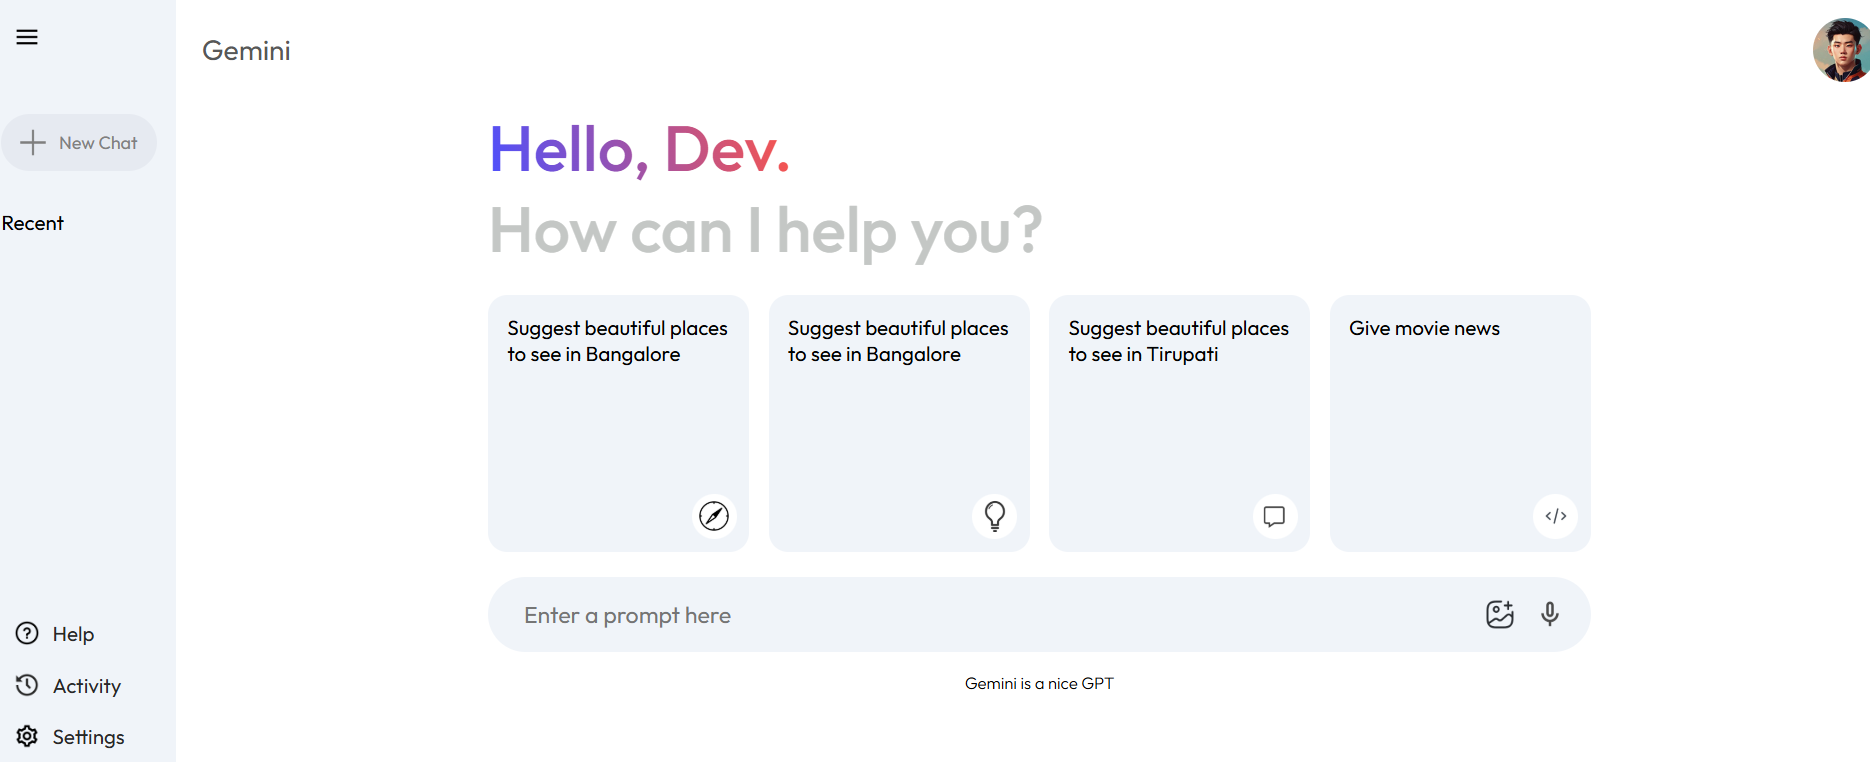 Gemini
New Chat
Recent
Hello, Dev.
How can I help you?
Suggest beautiful places
to see in Bangalore
Suggest beautiful places
to see in Bangalore
Suggest beautiful places
to see in Tirupati
Give movie news
Enter a prompt here
Gemini is a nice GPT
Help
Activity
Settings